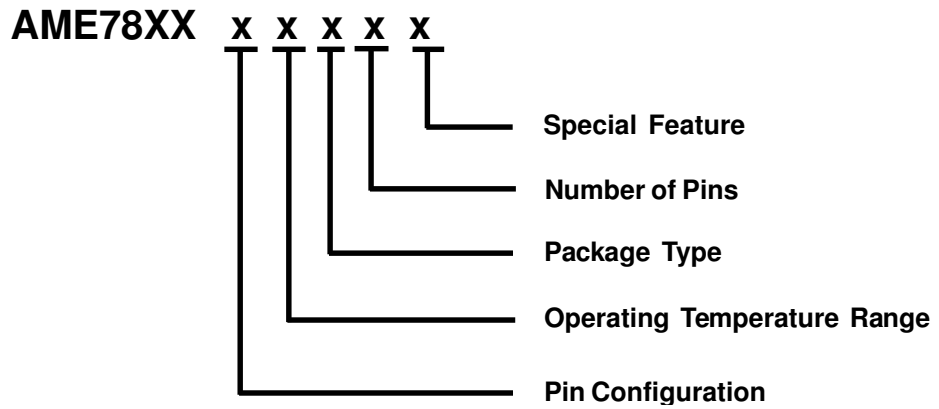 AME78XX x x x x x
Special Feature
Number of Pins
Package Type
Operating Temperature Range
Pin Configuration